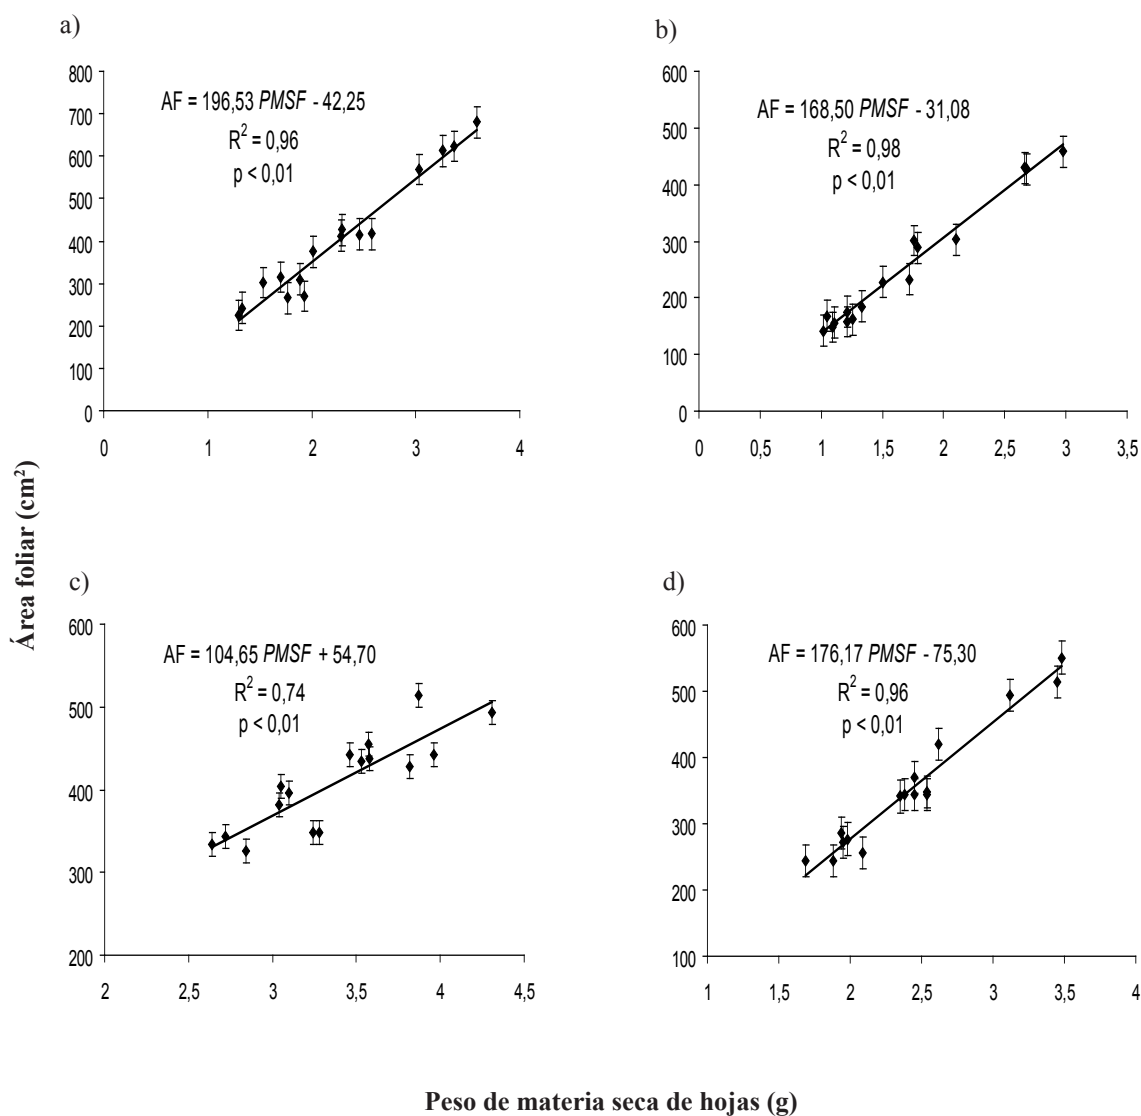 a)
800
700
600
500
400
300
200
100
0
0 1 2 3 4
AF = 196,53 PMSF - 42,25
R² = 0,96
p < 0,01
b)
600
500
400
300
200
100
0
0 0,5 1 1,5 2 2,5 3 3,5
AF = 168,50 PMSF - 31,08
R² = 0,98
p < 0,01
Área foliar (cm²)
c)
600
500
400
300
200
2 2,5 3 3,5 4 4,5
AF = 104,65 PMSF + 54,70
R² = 0,74
p < 0,01
d)
600
500
400
300
200
100
1 1,5 2 2,5 3 3,5 4
AF = 176,17 PMSF - 75,30
R² = 0,96
p < 0,01
Peso de materia seca de hojas (g)